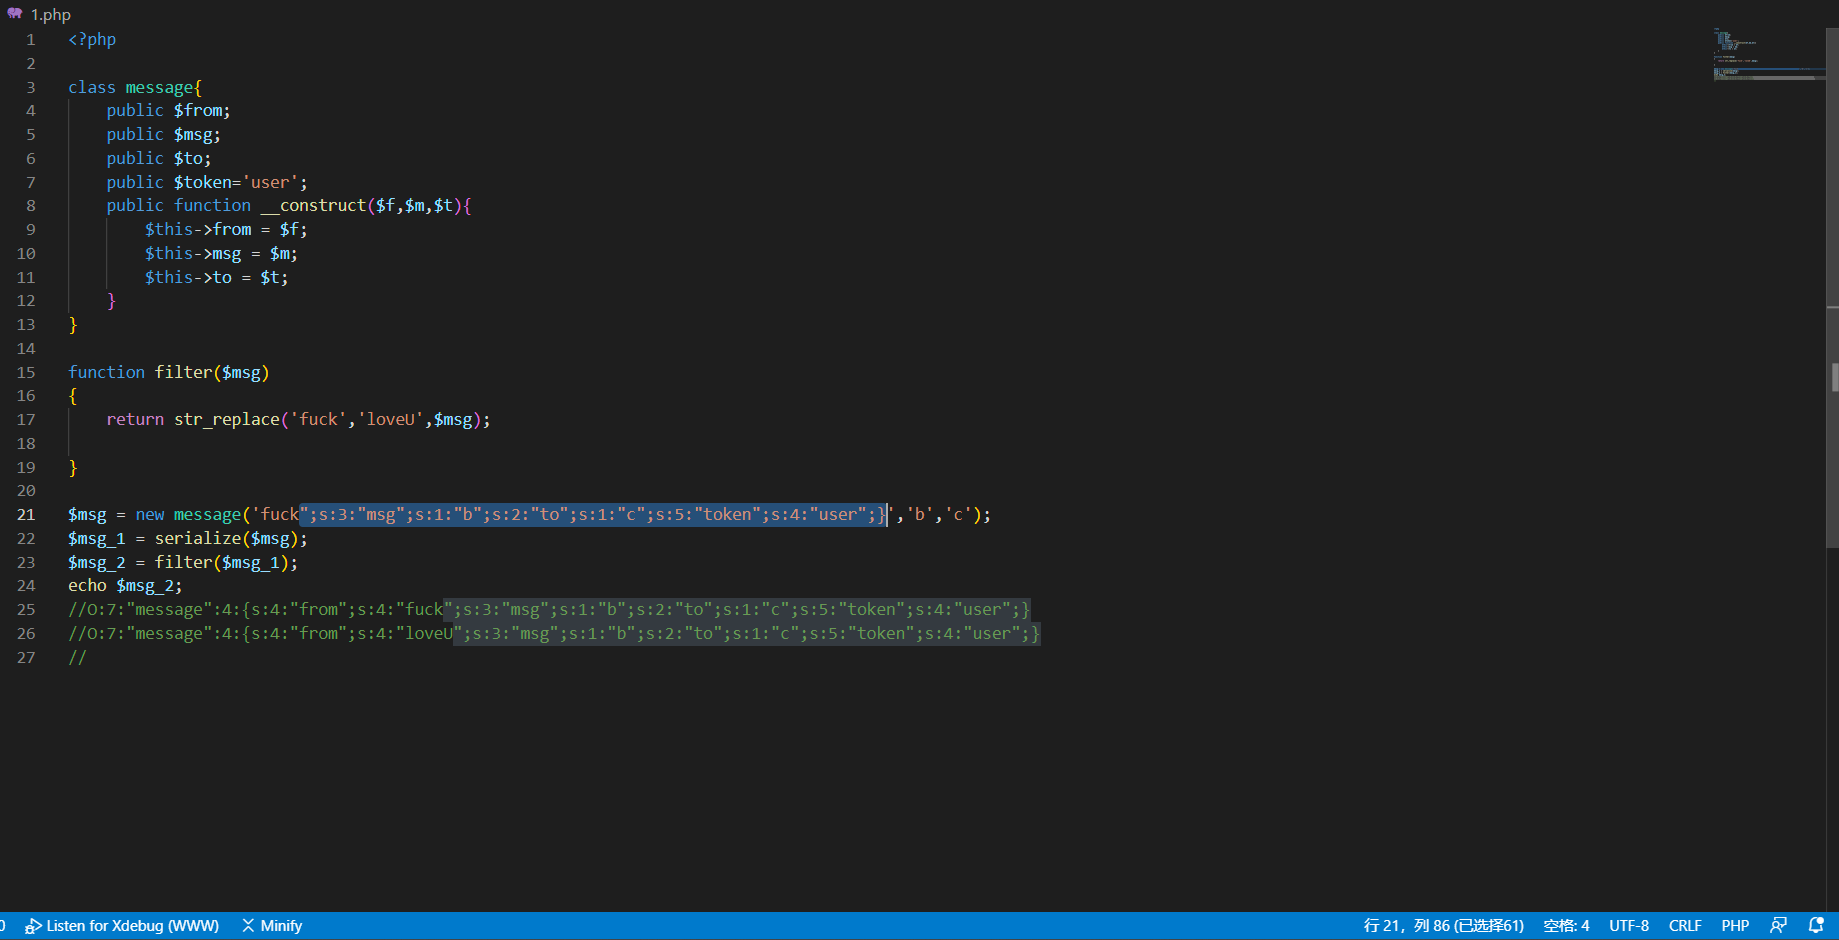 1.php
1 <?php
2
3 class message{
4     public $from;
5     public $msg;
6     public $to;
7     public $token='user';
8     public function __construct($f,$m,$t){
9         $this->from = $f;
10         $this->msg = $m;
11         $this->to = $t;
12     }
13 }
14
15 function filter($msg)
16 {
17     return str_replace('fuck','loveU',$msg);
18
19 }
20
21 $msg = new message('fuck";s:3:"msg";s:1:"b";s:2:"to";s:1:"c";s:5:"token";s:4:"user";}','b','c');
22 $msg_1 = serialize($msg);
23 $msg_2 = filter($msg_1);
24 echo $msg_2;
25 //O:7:"message":4:{s:4:"from";s:4:"fuck";s:3:"msg";s:1:"b";s:2:"to";s:1:"c";s:5:"token";s:4:"user";}
26 //O:7:"message":4:{s:4:"from";s:4:"loveU";s:3:"msg";s:1:"b";s:2:"to";s:1:"c";s:5:"token";s:4:"user";}
27 //
0 Listen for Xdebug (WWW) Minify 行 21，列 86 (已选择61) 空格: 4 UTF-8 CRLF PHP